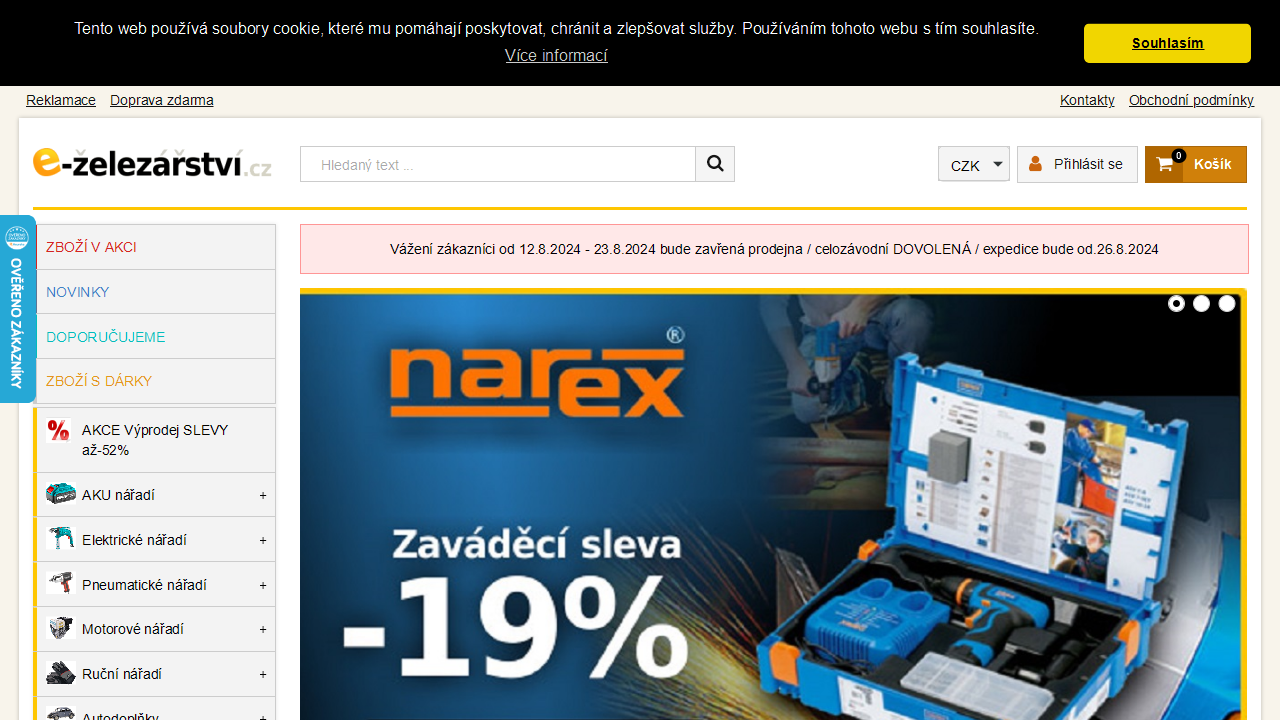 Tento web používá soubory cookie, které mu pomáhají poskytovat, chránit a zlepšovat služby. Používáním tohoto webu s tím souhlasíte.
Více informací
Souhlasím
Reklamace
Doprava zdarma
Kontakty
Obchodní podmínky
e-železářství.cz
Hledaný text ...
CZK
Přihlásit se
0
Košík
OVĚŘENO ZÁKAZNÍKY
ZBOŽÍ V AKCI
NOVINKY
DOPORUČUJEME
ZBOŽÍ S DÁRKY
% AKCE Výprodej SLEVY
až-52%
AKU nářadí +
Elektrické nářadí +
Pneumatické nářadí +
Motorové nářadí +
Ruční nářadí +
Autodoplňky +
Vážení zákazníci od 12.8.2024 - 23.8.2024 bude zavřená prodejna / celozávodní DOVOLENÁ / expedice bude od.26.8.2024
narex®
Zaváděcí sleva
-19%